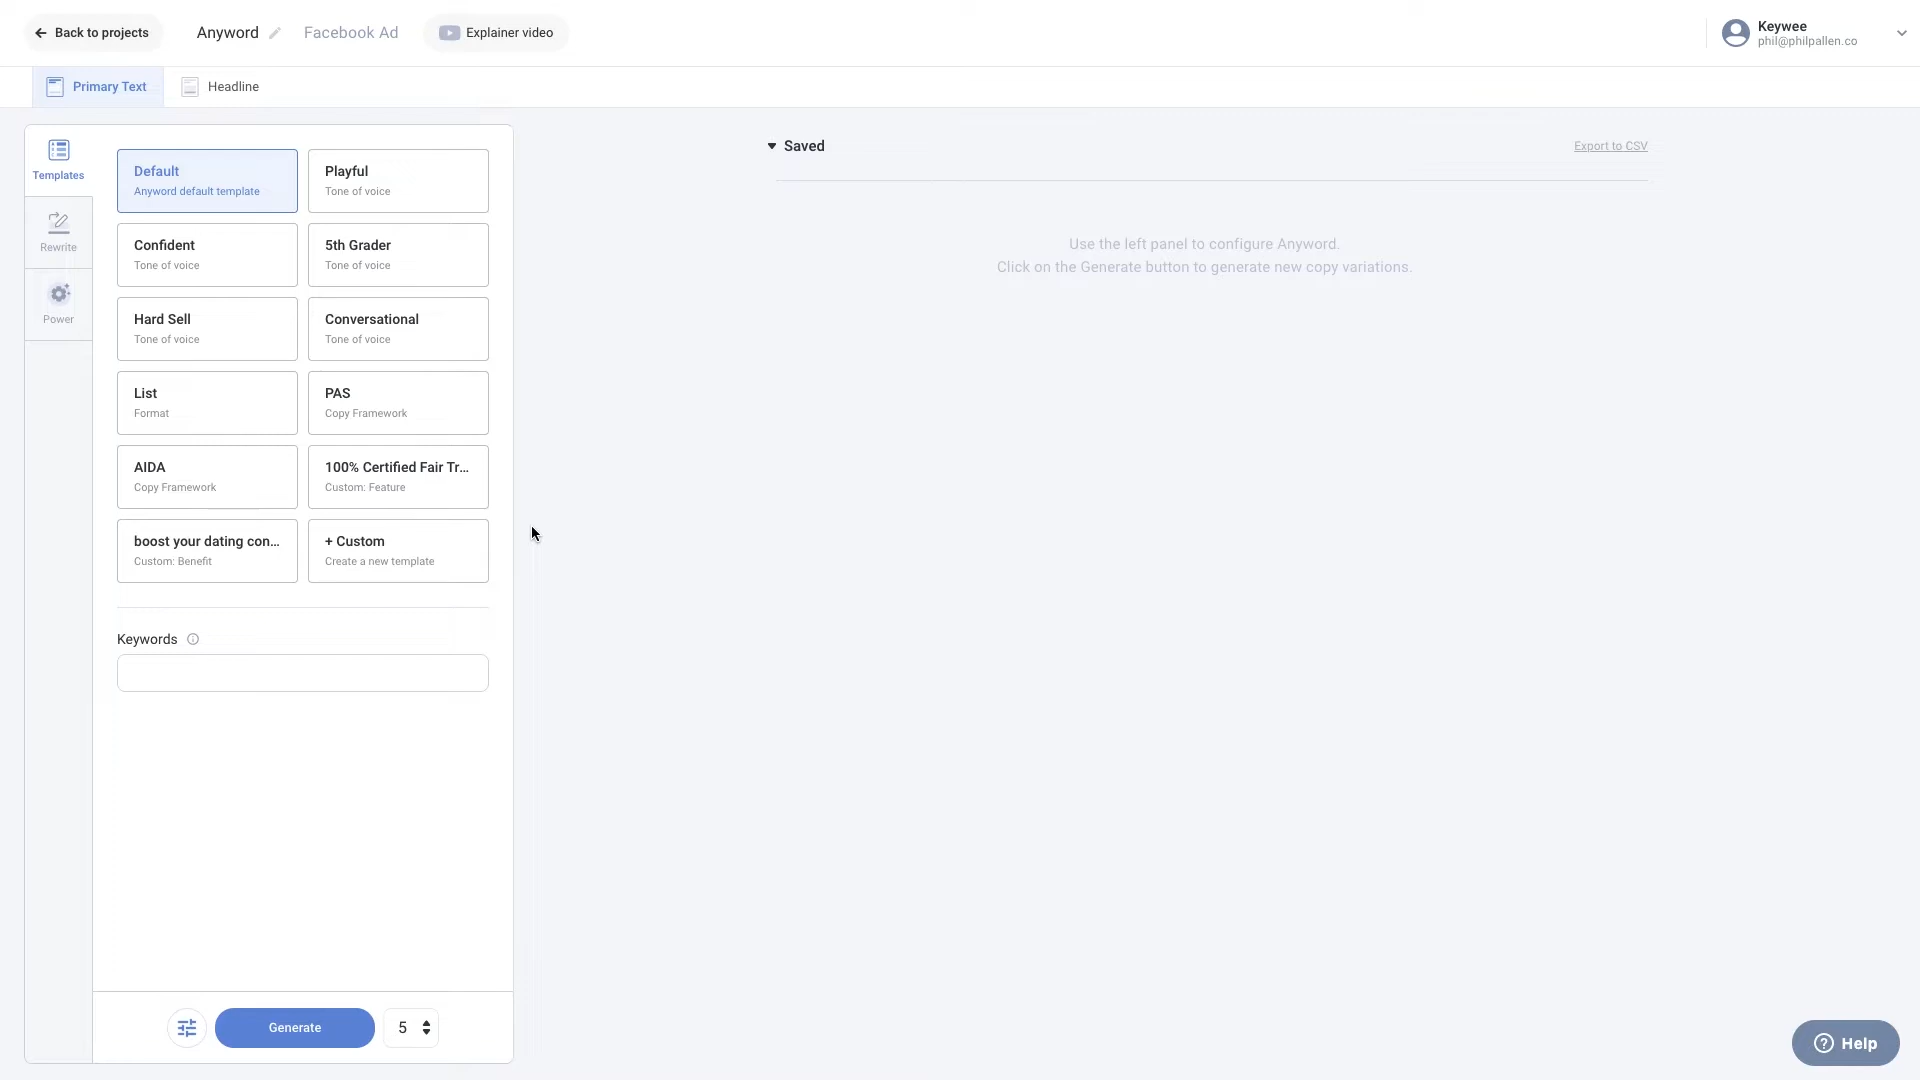 Back to projects
Anyword
Facebook Ad
Explainer video
Keywee
phil@philpallen.co
Primary Text
Headline
Templates
Rewrite
Power
Default
Anyword default template
Playful
Tone of voice
Confident
Tone of voice
5th Grader
Tone of voice
Hard Sell
Tone of voice
Conversational
Tone of voice
List
Format
PAS
Copy Framework
AIDA
Copy Framework
100% Certified Fair Tr...
Custom: Feature
boost your dating con...
Custom: Benefit
+ Custom
Create a new template
Keywords
Generate
5
Saved
Export to CSV
Use the left panel to configure Anyword.
Click on the Generate button to generate new copy variations.
Help